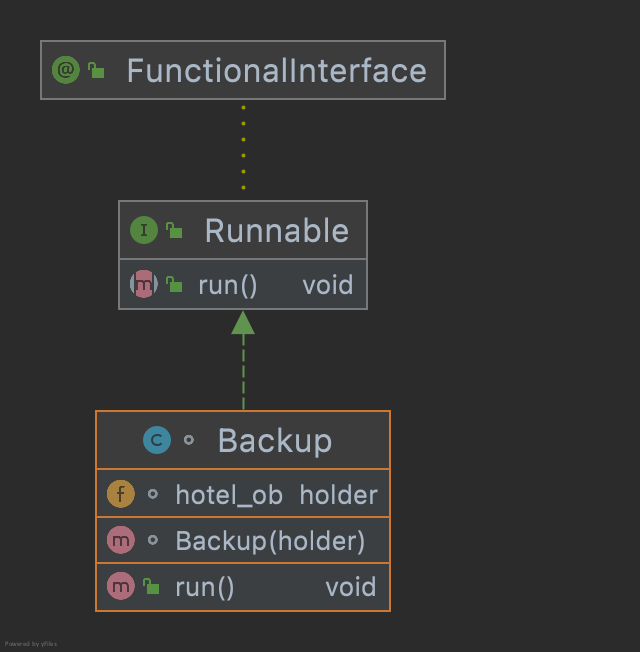 @ FunctionalInterface
I Runnable
m run() void
C Backup
f hotel_ob holder
m Backup(holder)
m run() void
Powered by yFiles